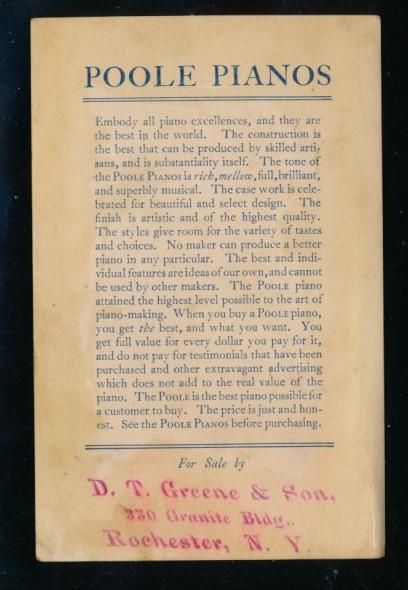 POOLE PIANOS
Embody all piano excellences, and they are
the best in the world. The construction is
the best that can be produced by skilled arti-
sans, and is substantiality itself. The tone of
the POOLE PIANOS is rich, mellow, full, brilliant,
and superbly musical. The case work is cele-
brated for beautiful and select design. The
finish is artistic and of the highest quality.
The styles give room for the variety of tastes
and choices. No maker can produce a better
piano in any particular. The best and indi-
vidual features are ideas of our own, and cannot
be used by other makers. The POOLE piano
attained the highest level possible to the art of
piano-making. When you buy a POOLE piano,
you get the best, and what you want. You
get full value for every dollar you pay for it,
and do not pay for testimonials that have been
purchased and other extravagant advertising
which does not add to the real value of the
piano. The POOLE is the best piano possible for
a customer to buy. The price is just and hon-
est. See the POOLE PIANOS before purchasing.
For Sale by
D. T. Greene & Son,
330 Granite Bldg.,
Rochester, N. Y.